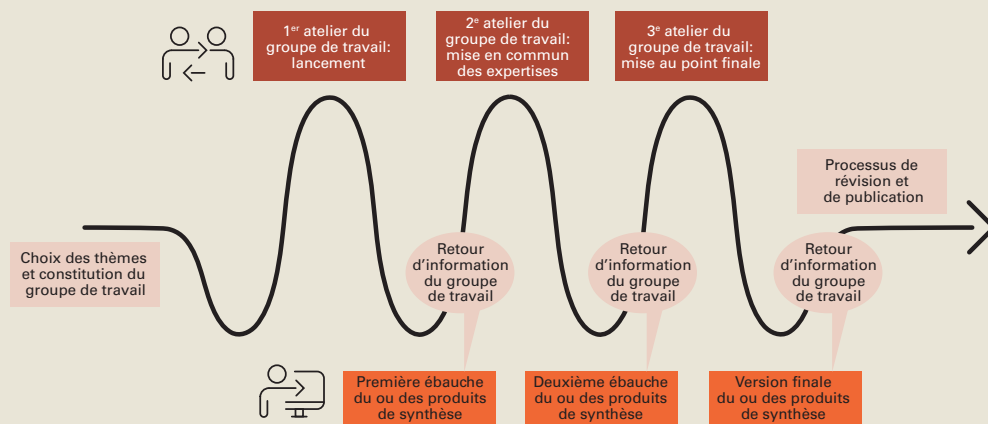 1er atelier du
groupe de travail:
lancement
2e atelier du
groupe de travail:
mise en commun
des expertises
3e atelier du
groupe de travail:
mise au point finale
Processus de
révision et
de publication
Choix des thèmes
et constitution du
groupe de travail
Retour
d’information
du groupe
de travail
Retour
d’information
du groupe
de travail
Retour
d’information
du groupe
de travail
Première ébauche
du ou des produits
de synthèse
Deuxième ébauche
du ou des produits
de synthèse
Version finale
du ou des produits
de synthèse